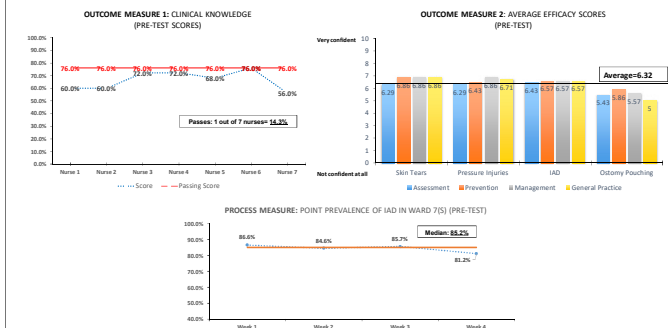 OUTCOME MEASURE 1: CLINICAL KNOWLEDGE
(PRE-TEST SCORES)
100.0%
90.0%
80.0%
70.0%
60.0%
50.0%
40.0%
30.0%
20.0%
10.0%
0.0%
76.0% 76.0% 76.0% 76.0% 76.0% 76.0% 76.0%
60.0% 60.0% 72.0% 72.0% 68.0% 76.0% 56.0%
Passes: 1 out of 7 nurses= 14.3%
Nurse 1 Nurse 2 Nurse 3 Nurse 4 Nurse 5 Nurse 6 Nurse 7
Score Passing Score
OUTCOME MEASURE 2: AVERAGE EFFICACY SCORES
(PRE-TEST)
Very confident
10
9
8
7
6
5
4
3
2
1
0
Not confident at all
Average=6.32
6.29 6.86 6.86 6.86
6.29 6.43 6.86 6.71
6.43 6.57 6.57 6.57
5.43 5.86 5.57 5
Skin Tears Pressure Injuries IAD Ostomy Pouching
Assessment Prevention Management General Practice
PROCESS MEASURE: POINT PREVALENCE OF IAD IN WARD 7(S) (PRE-TEST)
100.0%
90.0%
80.0%
70.0%
60.0%
50.0%
40.0%
86.6% 84.6% 85.7% 81.2%
Median: 85.2%
Week 1 Week 2 Week 3 Week 4